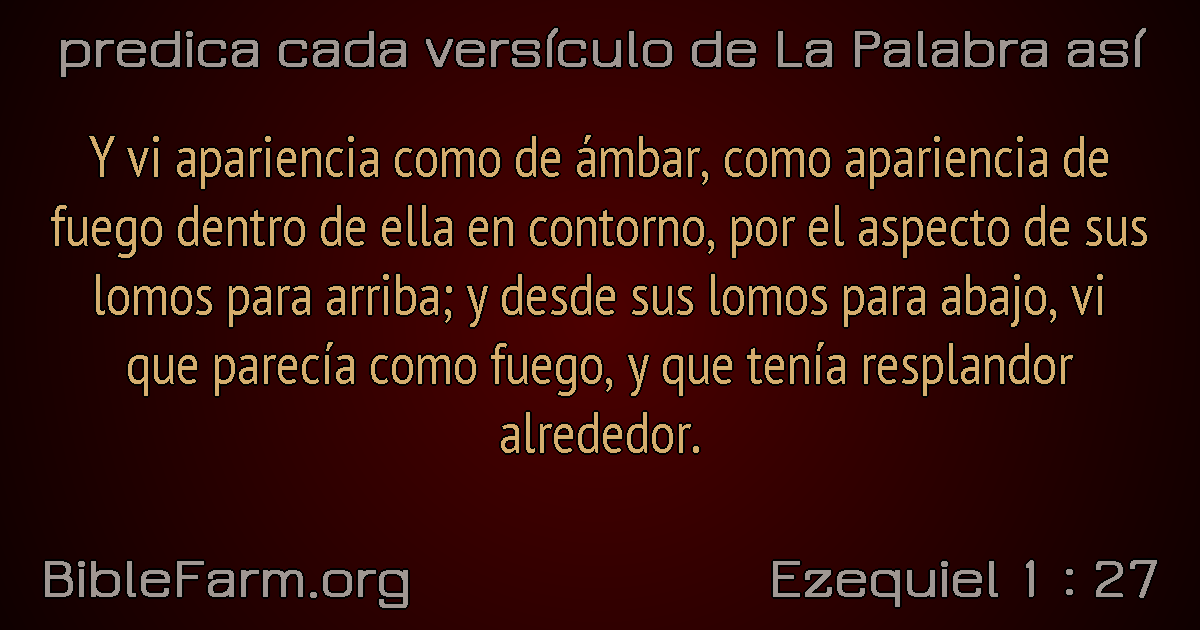 predica cada versículo de La Palabra así
Y vi apariencia como de ámbar, como apariencia de
fuego dentro de ella en contorno, por el aspecto de sus
lomos para arriba; y desde sus lomos para abajo, vi
que parecía como fuego, y que tenía resplandor
alrededor.
BibleFarm.org
Ezequiel 1 : 27